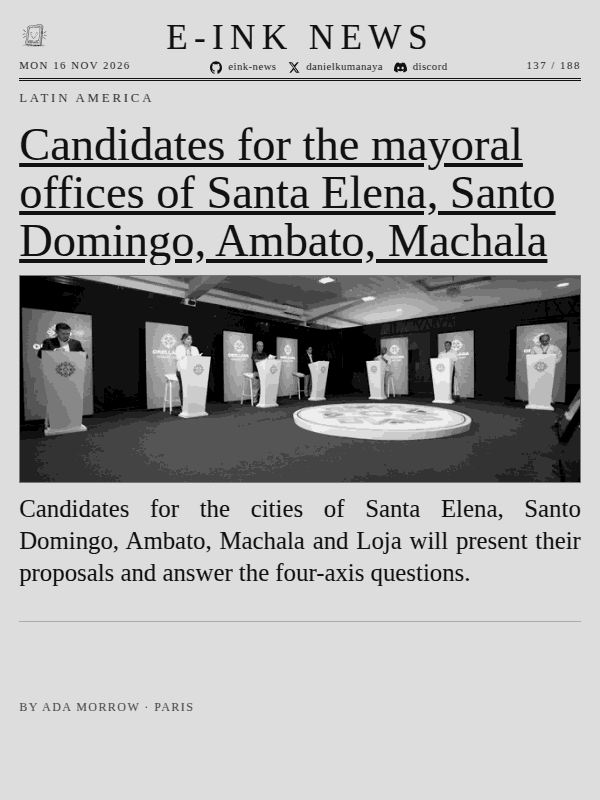 E-INK NEWS
MON 16 NOV 2026
eink-news
danielkumanaya
discord
137 / 188
LATIN AMERICA
Candidates for the mayoral
offices of Santa Elena, Santo
Domingo, Ambato, Machala
Candidates for the cities of Santa Elena, Santo
Domingo, Ambato, Machala and Loja will present their
proposals and answer the four-axis questions.
BY ADA MORROW · PARIS